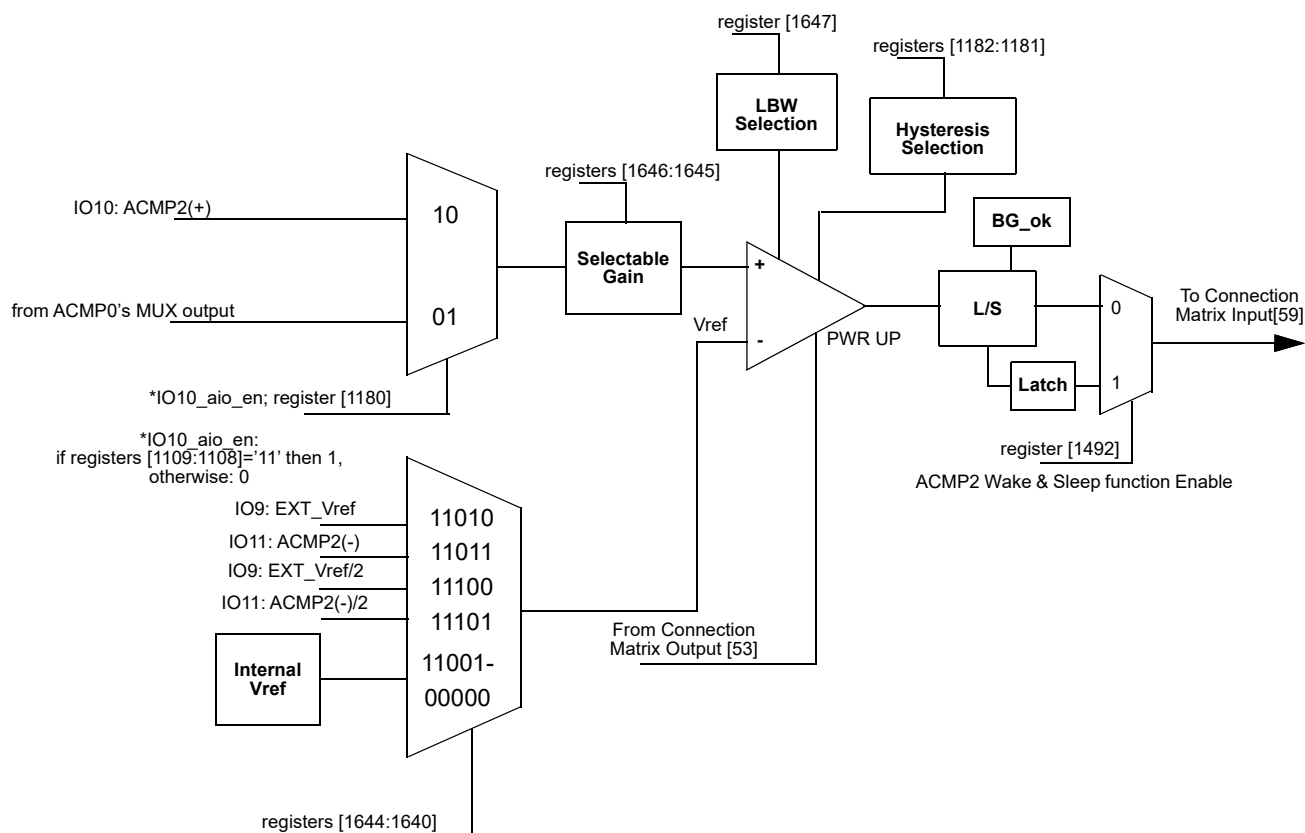 register [1647]
registers [1182:1181]
LBW
Selection
Hysteresis
Selection
registers [1646:1645]
IO10: ACMP2(+)
10
Selectable
Gain
BG_ok
+
from ACMP0's MUX output
01
Vref
-
PWR UP
L/S
0
To Connection
Matrix Input[59]
Latch
1
*IO10_aio_en; register [1180]
*IO10_aio_en:
if registers [1109:1108]='11' then 1,
otherwise: 0
register [1492]
ACMP2 Wake & Sleep function Enable
IO9: EXT_Vref
11010
IO11: ACMP2(-)
11011
IO9: EXT_Vref/2
11100
IO11: ACMP2(-)/2
11101
Internal
Vref
11001-
00000
From Connection
Matrix Output [53]
registers [1644:1640]